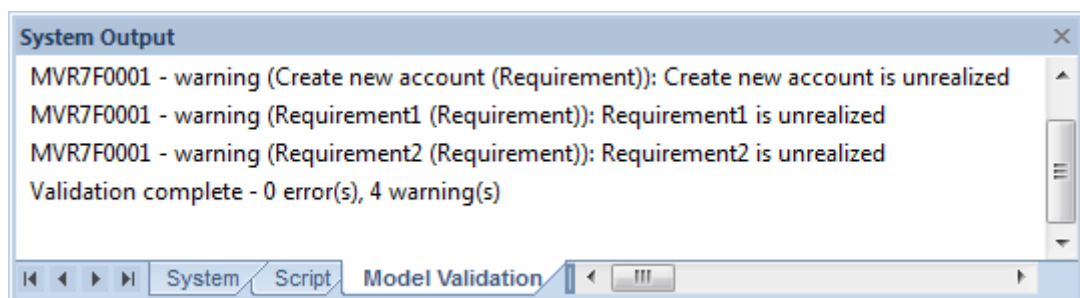 System Output
MVR7F0001 - warning (Create new account (Requirement)): Create new account is unrealized
MVR7F0001 - warning (Requirement1 (Requirement)): Requirement1 is unrealized
MVR7F0001 - warning (Requirement2 (Requirement)): Requirement2 is unrealized
Validation complete - 0 error(s), 4 warning(s)
System Script Model Validation